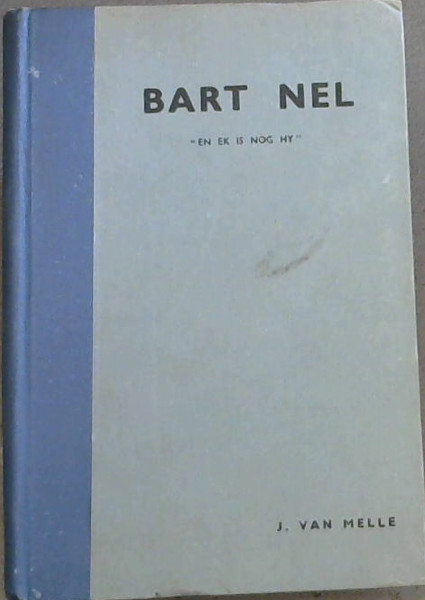 BART NEL
"EN EK IS NOG HY"
J. VAN MELLE